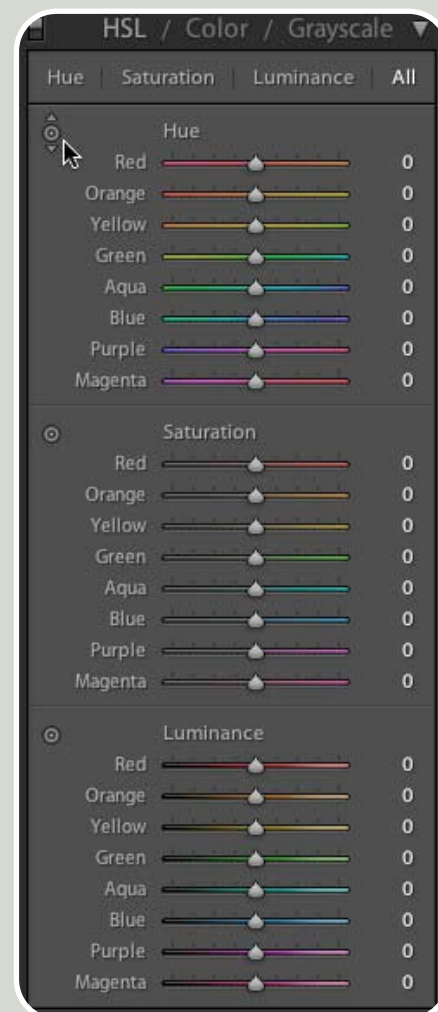 HSL / Color / Grayscale ▼
Hue | Saturation | Luminance | All
Hue
Red 0
Orange 0
Yellow 0
Green 0
Aqua 0
Blue 0
Purple 0
Magenta 0
Saturation
Red 0
Orange 0
Yellow 0
Green 0
Aqua 0
Blue 0
Purple 0
Magenta 0
Luminance
Red 0
Orange 0
Yellow 0
Green 0
Aqua 0
Blue 0
Purple 0
Magenta 0